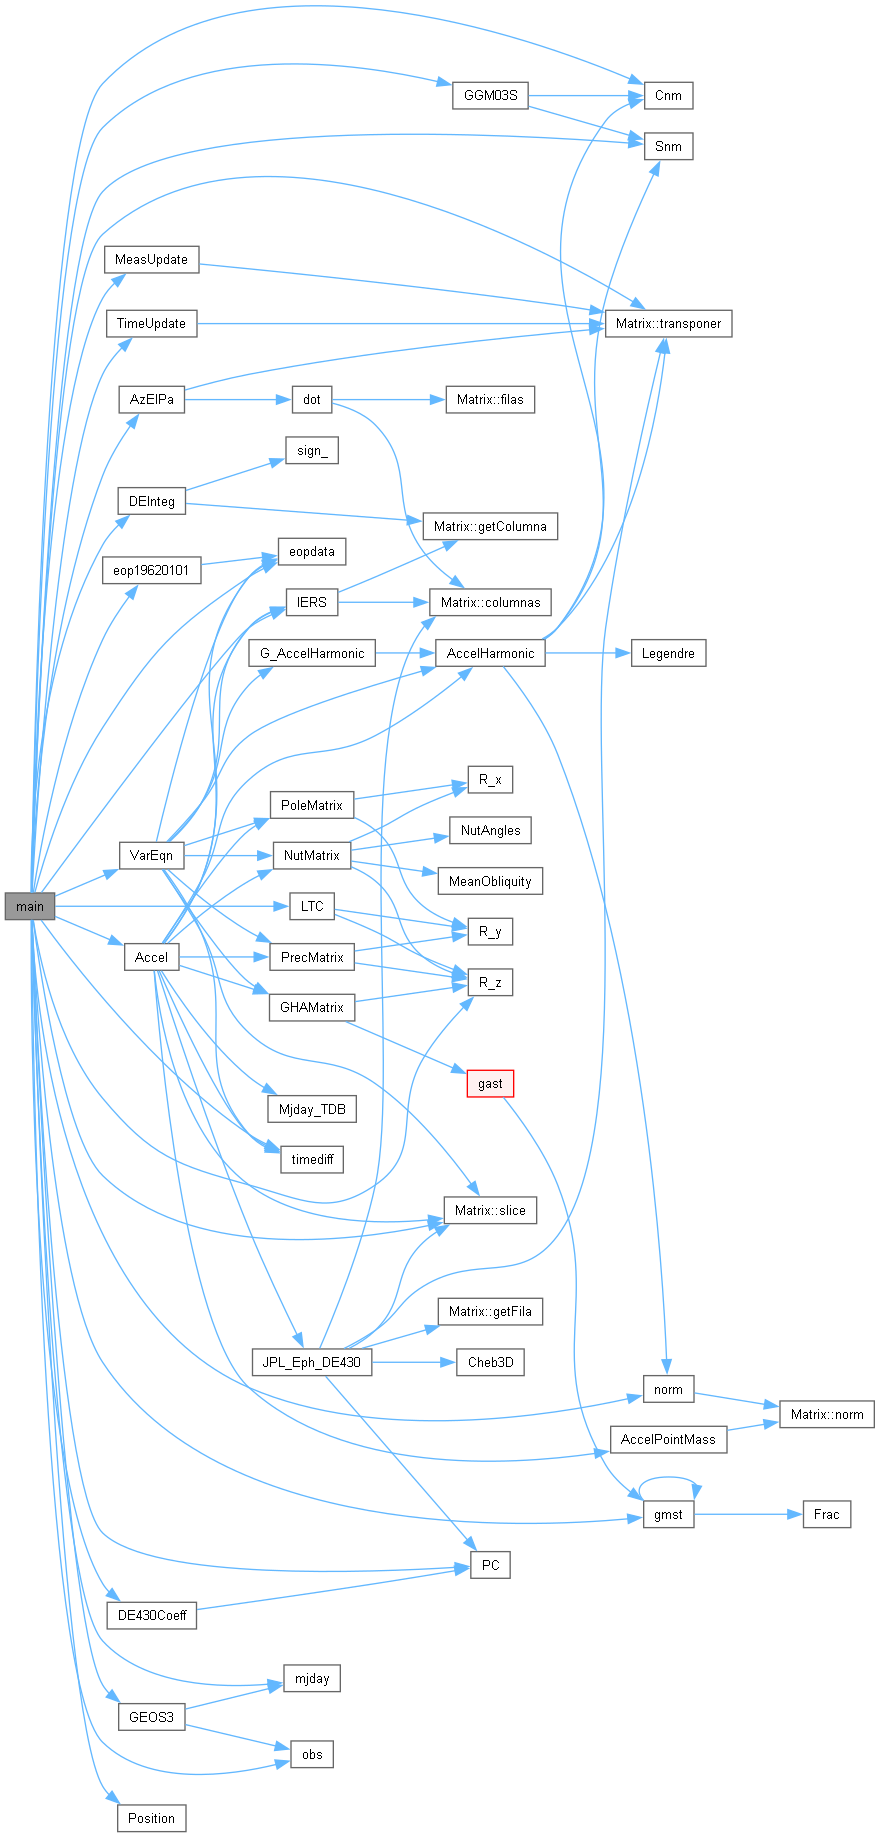 GGM03S
Cnm
Snm
MeasUpdate
TimeUpdate
Matrix::transponer
AzElPa
dot
Matrix::filas
sign_
DEInteg
Matrix::getColumna
eopdata
eop19620101
IERS
Matrix::columnas
G_AccelHarmonic
AccelHarmonic
Legendre
R_x
PoleMatrix
NutAngles
VarEqn
NutMatrix
MeanObliquity
main
LTC
R_y
Accel
PrecMatrix
R_z
GHAMatrix
gast
Mjday_TDB
timediff
Matrix::slice
Matrix::getFila
JPL_Eph_DE430
Cheb3D
norm
Matrix::norm
AccelPointMass
gmst
Frac
PC
DE430Coeff
mjday
GEOS3
obs
Position